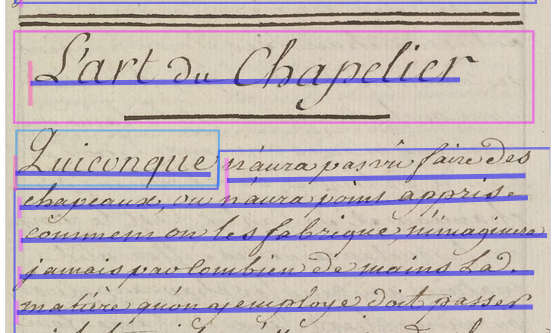 L'art du Chapelier
Quiconque n'aura pas vû faire des
chapeaux, ou n'aura point appris
comment on les fabrique, n'imaginera
jamais par combien de mains la
matière qu'on y employe doit passer